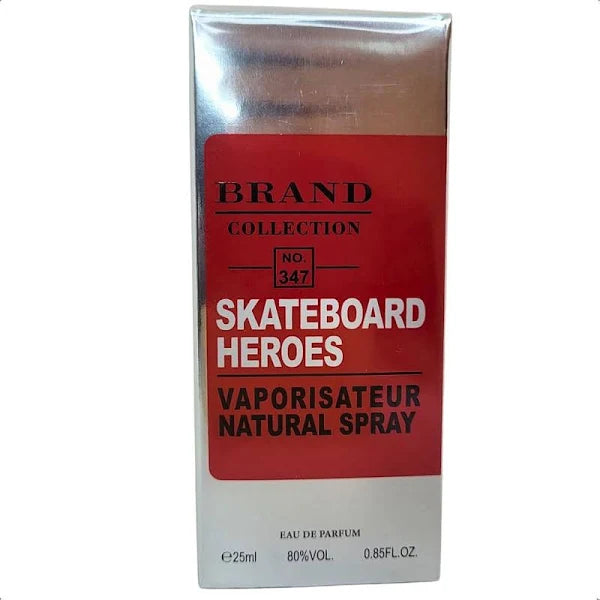 BRAND
COLLECTION
NO.
347
SKATEBOARD
HEROES
VAPORISATEUR
NATURAL SPRAY
EAU DE PARFUM
℮25ml 80%VOL. 0.85FL.OZ.